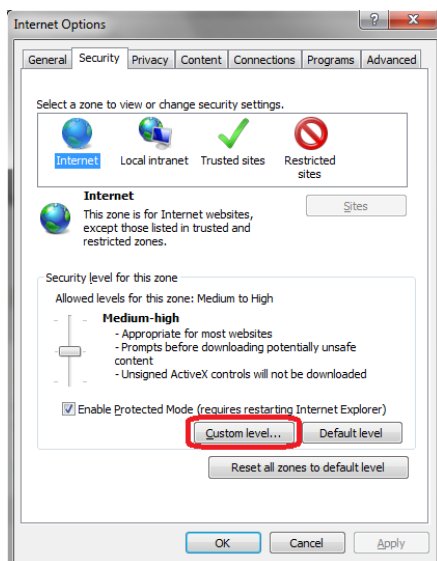 Internet Options
General Security Privacy Content Connections Programs Advanced
Select a zone to view or change security settings.
Internet Local intranet Trusted sites Restricted
sites
Internet
This zone is for Internet websites,
except those listed in trusted and
restricted zones.
Sites
Security level for this zone
Allowed levels for this zone: Medium to High
Medium-high
- Appropriate for most websites
- Prompts before downloading potentially unsafe
content
- Unsigned ActiveX controls will not be downloaded
Enable Protected Mode (requires restarting Internet Explorer)
Custom level... Default level
Reset all zones to default level
OK Cancel Apply